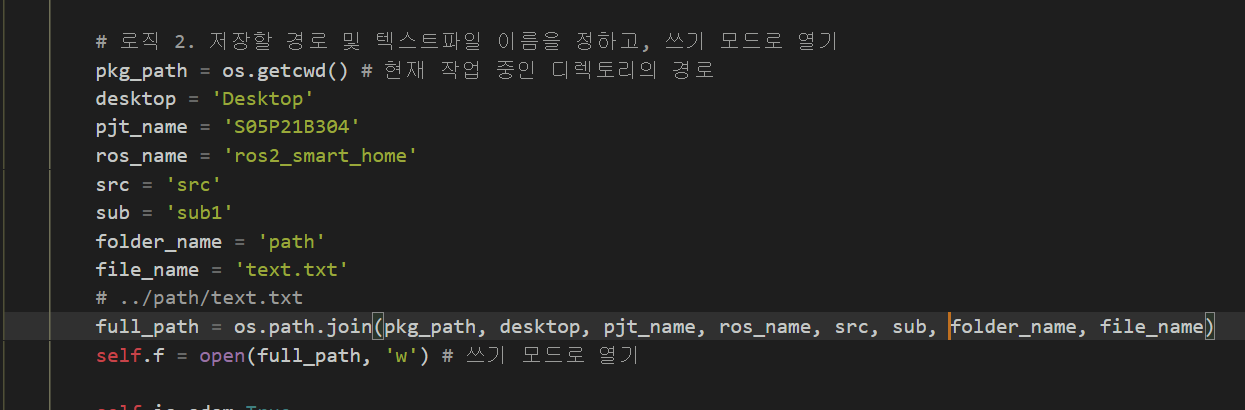 # 로직 2. 저장할 경로 및 텍스트파일 이름을 정하고, 쓰기 모드로 열기
pkg_path = os.getcwd() # 현재 작업 중인 디렉토리의 경로
desktop = 'Desktop'
pjt_name = 'S05P21B304'
ros_name = 'ros2_smart_home'
src = 'src'
sub = 'sub1'
folder_name = 'path'
file_name = 'text.txt'
# ../path/text.txt
full_path = os.path.join(pkg_path, desktop, pjt_name, ros_name, src, sub, folder_name, file_name)
self.f = open(full_path, 'w') # 쓰기 모드로 열기